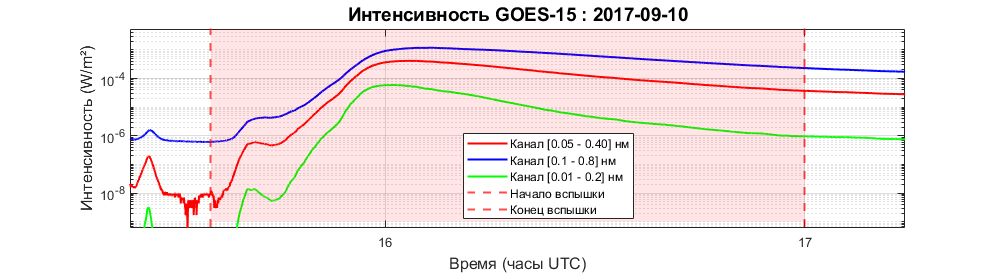 Интенсивность GOES-15 : 2017-09-10
Интенсивность (W/m²)
10⁻⁴
10⁻⁶
10⁻⁸
Канал [0.05 - 0.40] нм
Канал [0.1 - 0.8] нм
Канал [0.01 - 0.2] нм
Начало вспышки
Конец вспышки
16
17
Время (часы UTC)